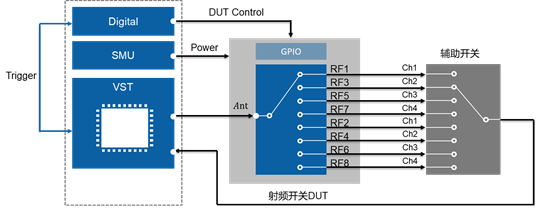 Digital
DUT Control
SMU
Power
GPIO
辅助开关
Trigger
VST
Ant
RF1
RF3
RF5
RF7
RF2
RF4
RF6
RF8
Ch1
Ch2
Ch3
Ch4
Ch1
Ch2
Ch3
Ch4
射频开关DUT